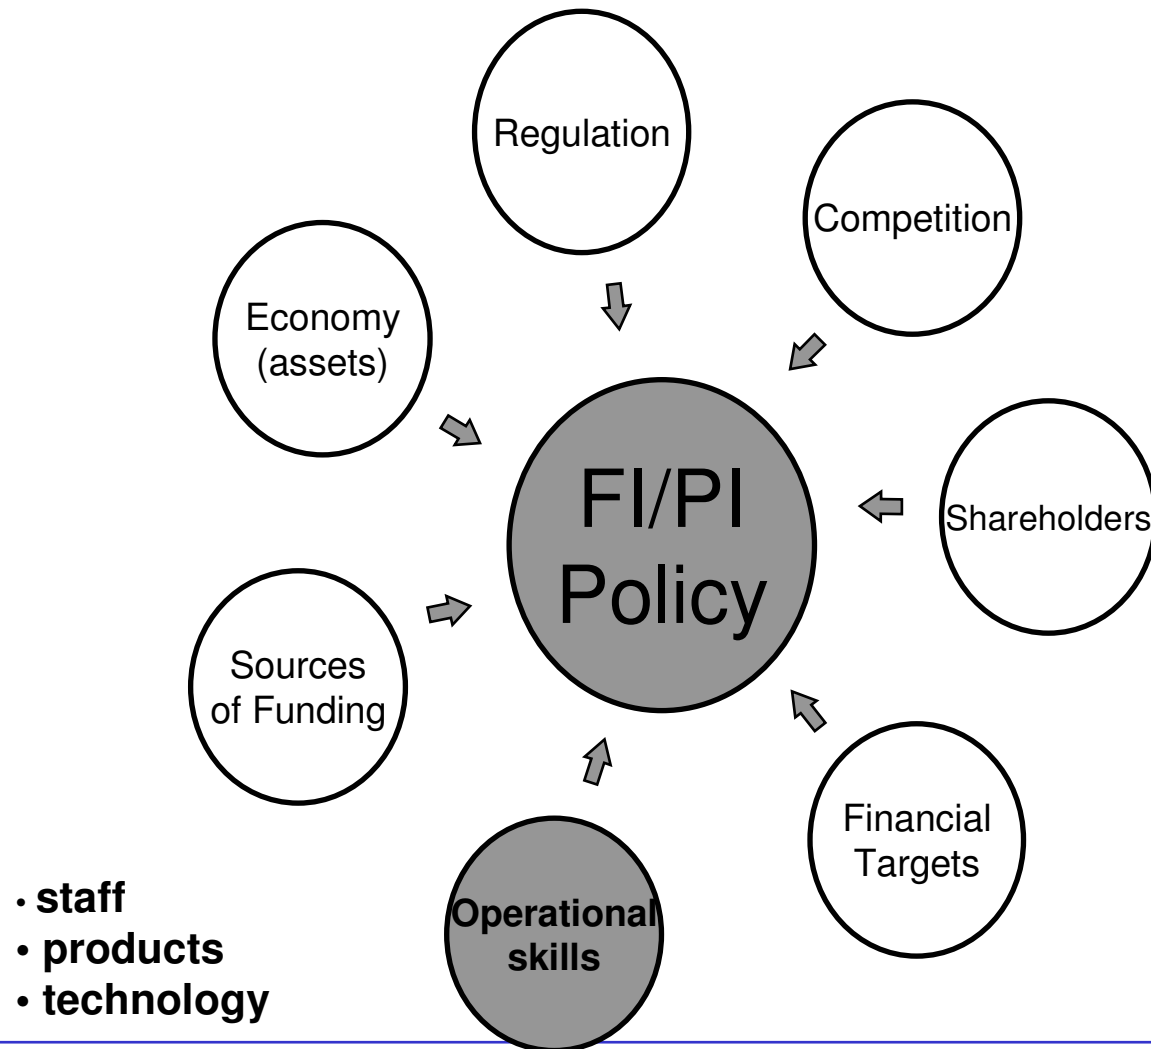 Regulation
Competition
Economy
(assets)
FI/PI
Policy
Shareholders
Sources
of Funding
Financial
Targets
Operational
skills
• staff
• products
• technology